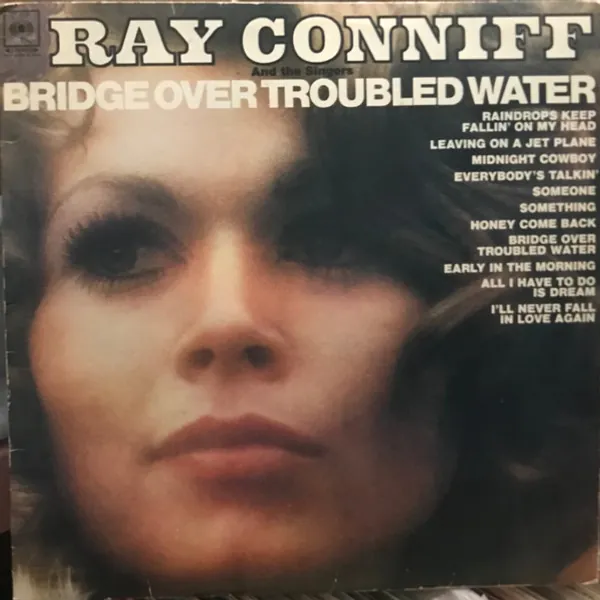 RAY CONNIFF
And the Singers
BRIDGE OVER TROUBLED WATER
RAINDROPS KEEP
FALLIN' ON MY HEAD
LEAVING ON A JET PLANE
MIDNIGHT COWBOY
EVERYBODY'S TALKIN'
SOMEONE
SOMETHING
HONEY COME BACK
BRIDGE OVER
TROUBLED WATER
EARLY IN THE MORNING
ALL I HAVE TO DO
IS DREAM
I'LL NEVER FALL
IN LOVE AGAIN